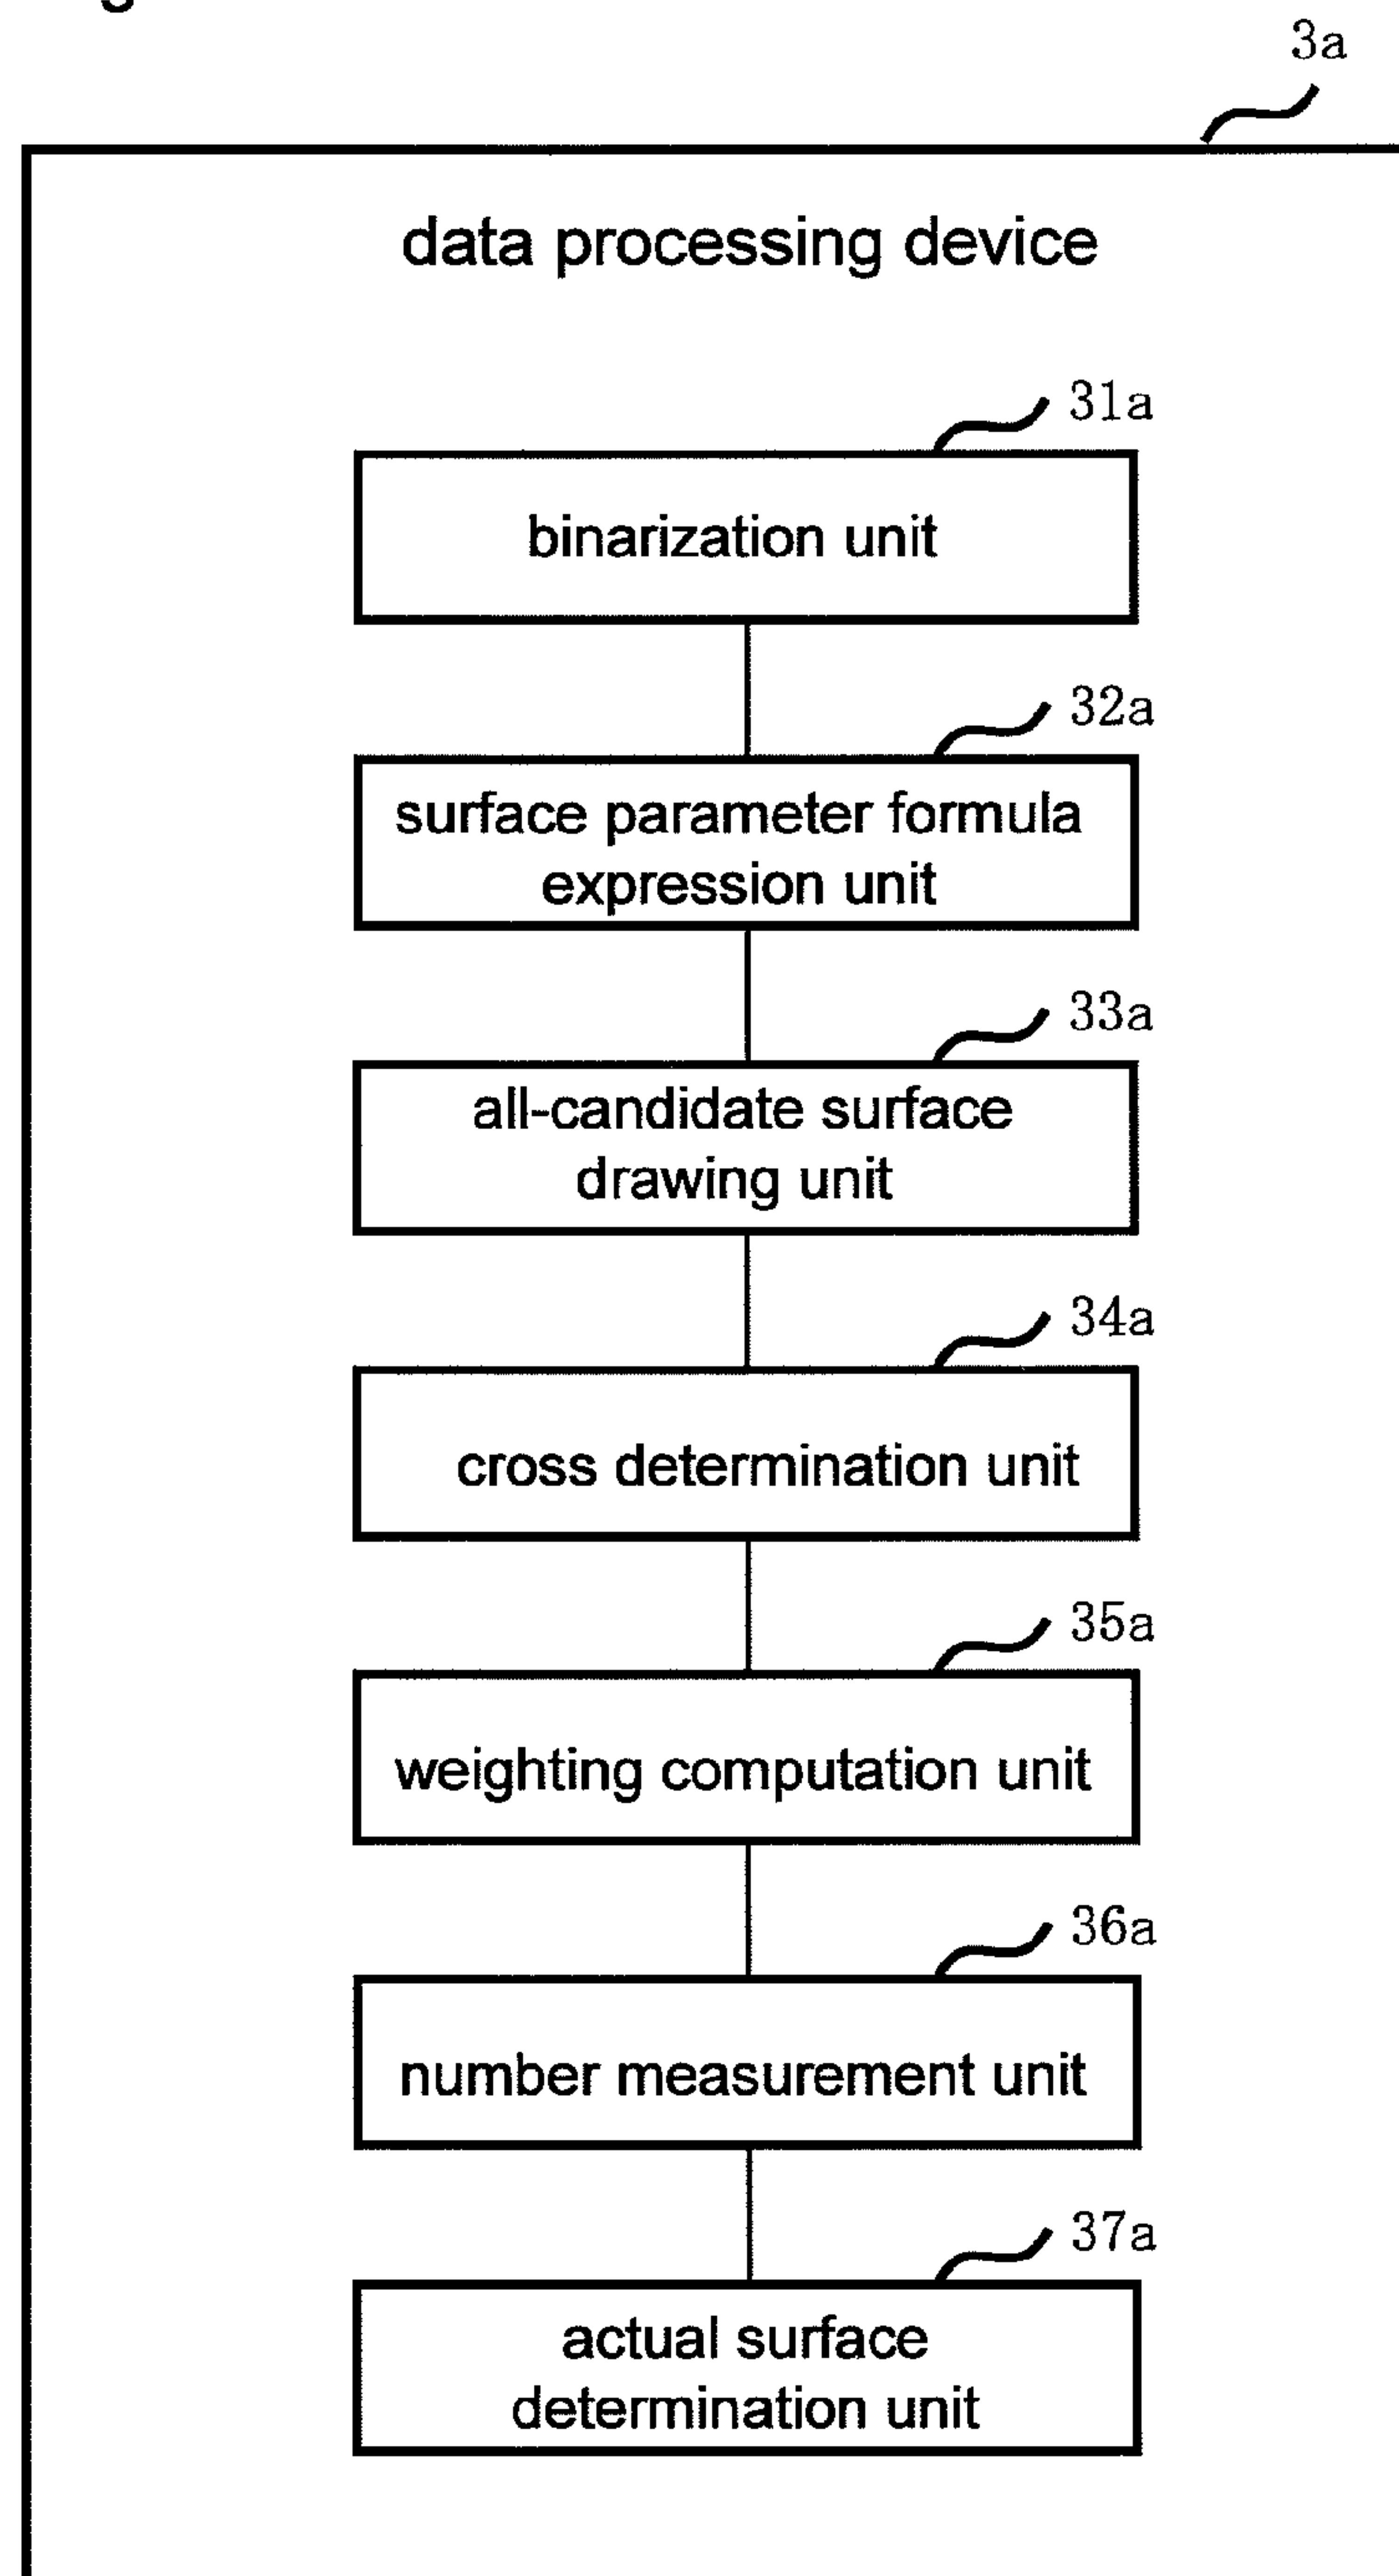 3a
data processing device
31a
binarization unit
32a
surface parameter formula
expression unit
33a
all-candidate surface
drawing unit
34a
cross determination unit
35a
weighting computation unit
36a
number measurement unit
37a
actual surface
determination unit